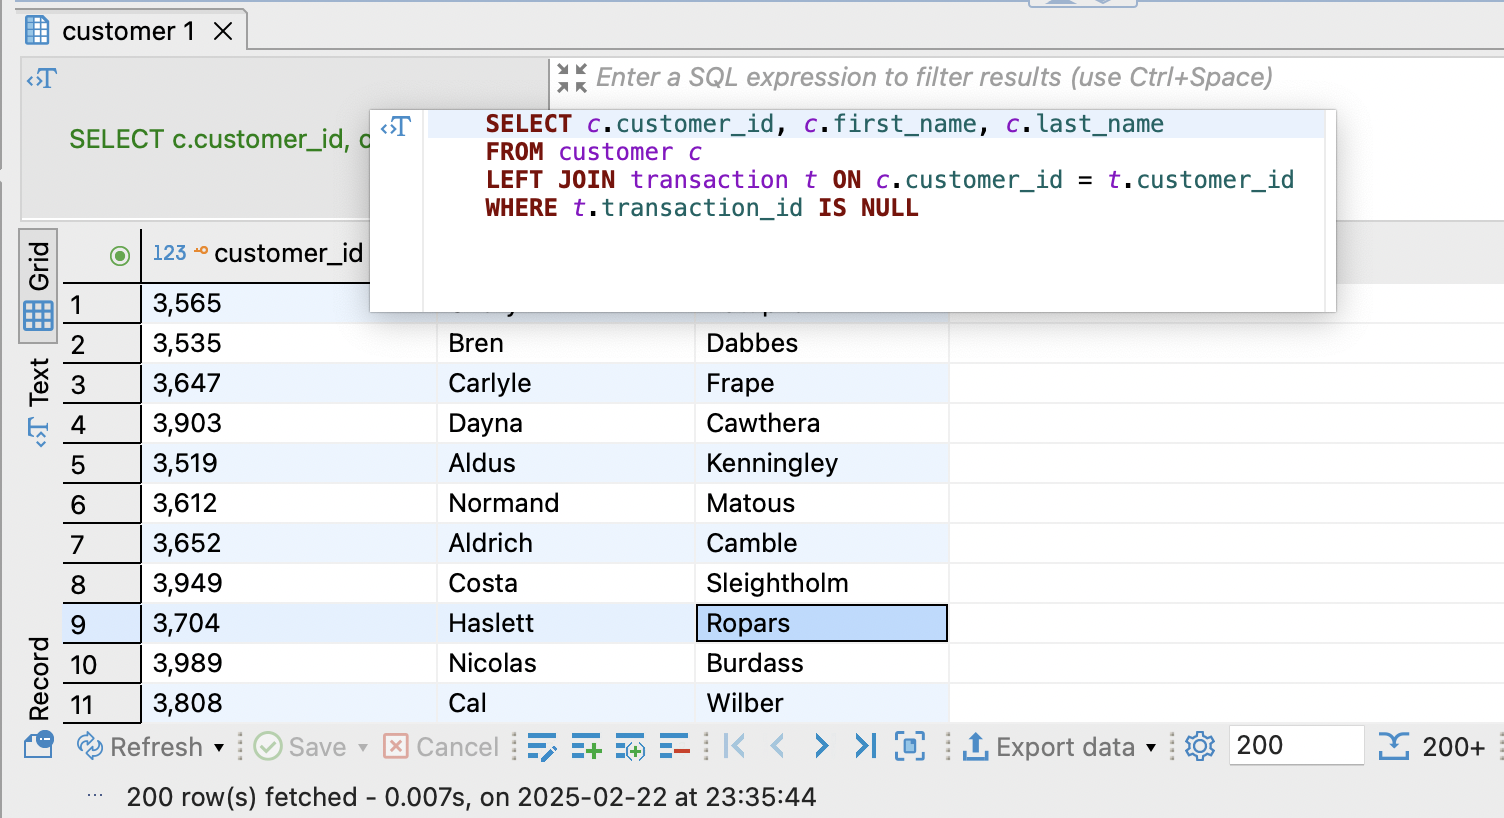 customer 1
Enter a SQL expression to filter results (use Ctrl+Space)
SELECT c.customer_id, c
SELECT c.customer_id, c.first_name, c.last_name
FROM customer c
LEFT JOIN transaction t ON c.customer_id = t.customer_id
WHERE t.transaction_id IS NULL
Grid
Text
Record
123 customer_id
1 3,565
2 3,535 Bren Dabbes
3 3,647 Carlyle Frape
4 3,903 Dayna Cawthera
5 3,519 Aldus Kenningley
6 3,612 Normand Matous
7 3,652 Aldrich Camble
8 3,949 Costa Sleightholm
9 3,704 Haslett Ropars
10 3,989 Nicolas Burdass
11 3,808 Cal Wilber
Refresh Save Cancel Export data 200 200+
200 row(s) fetched - 0.007s, on 2025-02-22 at 23:35:44